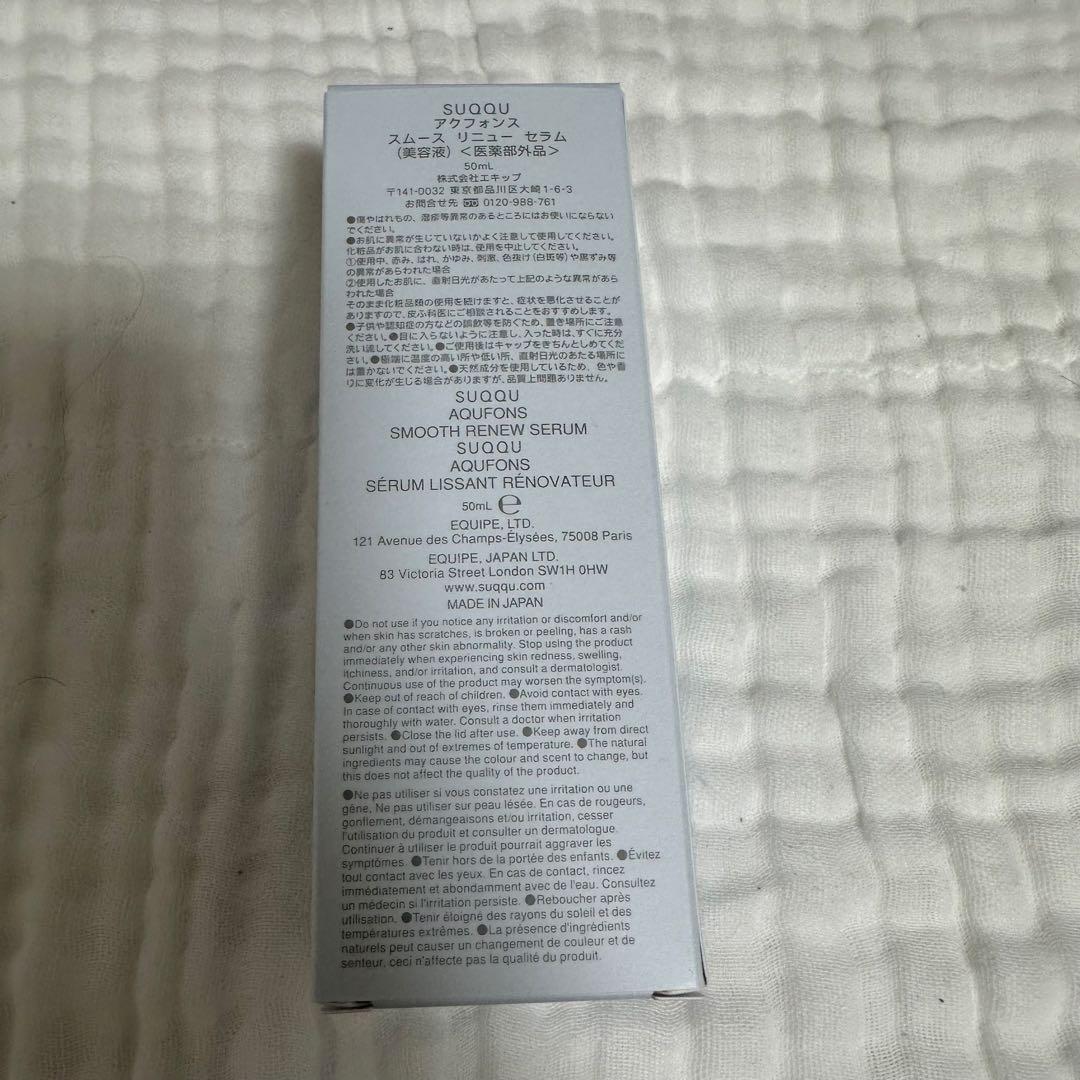 SUQQU
アクフォンス
スムース リニュー セラム
(美容液) <医薬部外品>
50mL
株式会社エキップ
〒141-0032 東京都品川区大崎1-6-3
お問合せ先 0120-988-761
●傷やはれもの、湿疹等異常のあるところにはお使いにならない
でください。
●お肌に異常が生じていないかよく注意して使用してください。
化粧品がお肌に合わない時は、使用を中止してください。
①使用中、赤み、はれ、かゆみ、刺激、色抜け(白斑等)や黒ずみ等
の異常があらわれた場合
②使用したお肌に、直射日光があたって上記のような異常があら
われた場合
そのまま化粧品類の使用を続けますと、症状を悪化させることが
ありますので、皮ふ科医にご相談されることをおすすめします。
●子供や認知症の方などの誤飲等を防ぐため、置き場所にご注意
ください。●目に入らないように注意し、入った時は、すぐに充分
洗い流してください。●ご使用後はキャップをきちんとしめてくだ
さい。●極端に温度の高い所や低い所、直射日光のあたる場所に
は置かないでください。●天然成分を使用しているため、色や香
りに変化が生じる場合がありますが、品質上問題ありません。
SUQQU
AQUFONS
SMOOTH RENEW SERUM
SUQQU
AQUFONS
SÉRUM LISSANT RÉNOVATEUR
50mL ℮
EQUIPE, LTD.
121 Avenue des Champs-Élysées, 75008 Paris
EQUIPE, JAPAN LTD.
83 Victoria Street London SW1H 0HW
www.suqqu.com
MADE IN JAPAN
●Do not use if you notice any irritation or discomfort and/or
when skin has scratches, is broken or peeling, has a rash
and/or any other skin abnormality. Stop using the product
immediately when experiencing skin redness, swelling,
itchiness, and/or irritation, and consult a dermatologist.
Continuous use of the product may worsen the symptom(s).
●Keep out of reach of children. ●Avoid contact with eyes.
In case of contact with eyes, rinse them immediately and
thoroughly with water. Consult a doctor when irritation
persists. ●Close the lid after use. ●Keep away from direct
sunlight and out of extremes of temperature. ●The natural
ingredients may cause the colour and scent to change, but
this does not affect the quality of the product.
●Ne pas utiliser si vous constatez une irritation ou une
gêne, Ne pas utiliser sur peau lésée. En cas de rougeurs,
gonflement, démangeaisons et/ou irritation, cesser
l'utilisation du produit et consulter un dermatologue.
Continuer à utiliser le produit pourrait aggraver les
symptômes. ●Tenir hors de la portée des enfants. ●Évitez
tout contact avec les yeux. En cas de contact, rincez
immédiatement et abondamment avec de l'eau. Consultez
un médecin si l'irritation persiste. ●Reboucher après
utilisation. ●Tenir éloigné des rayons du soleil et des
températures extrêmes. ●La présence d'ingrédients
naturels peut causer un changement de couleur et de
senteur, ceci n'affecte pas la qualité du produit.